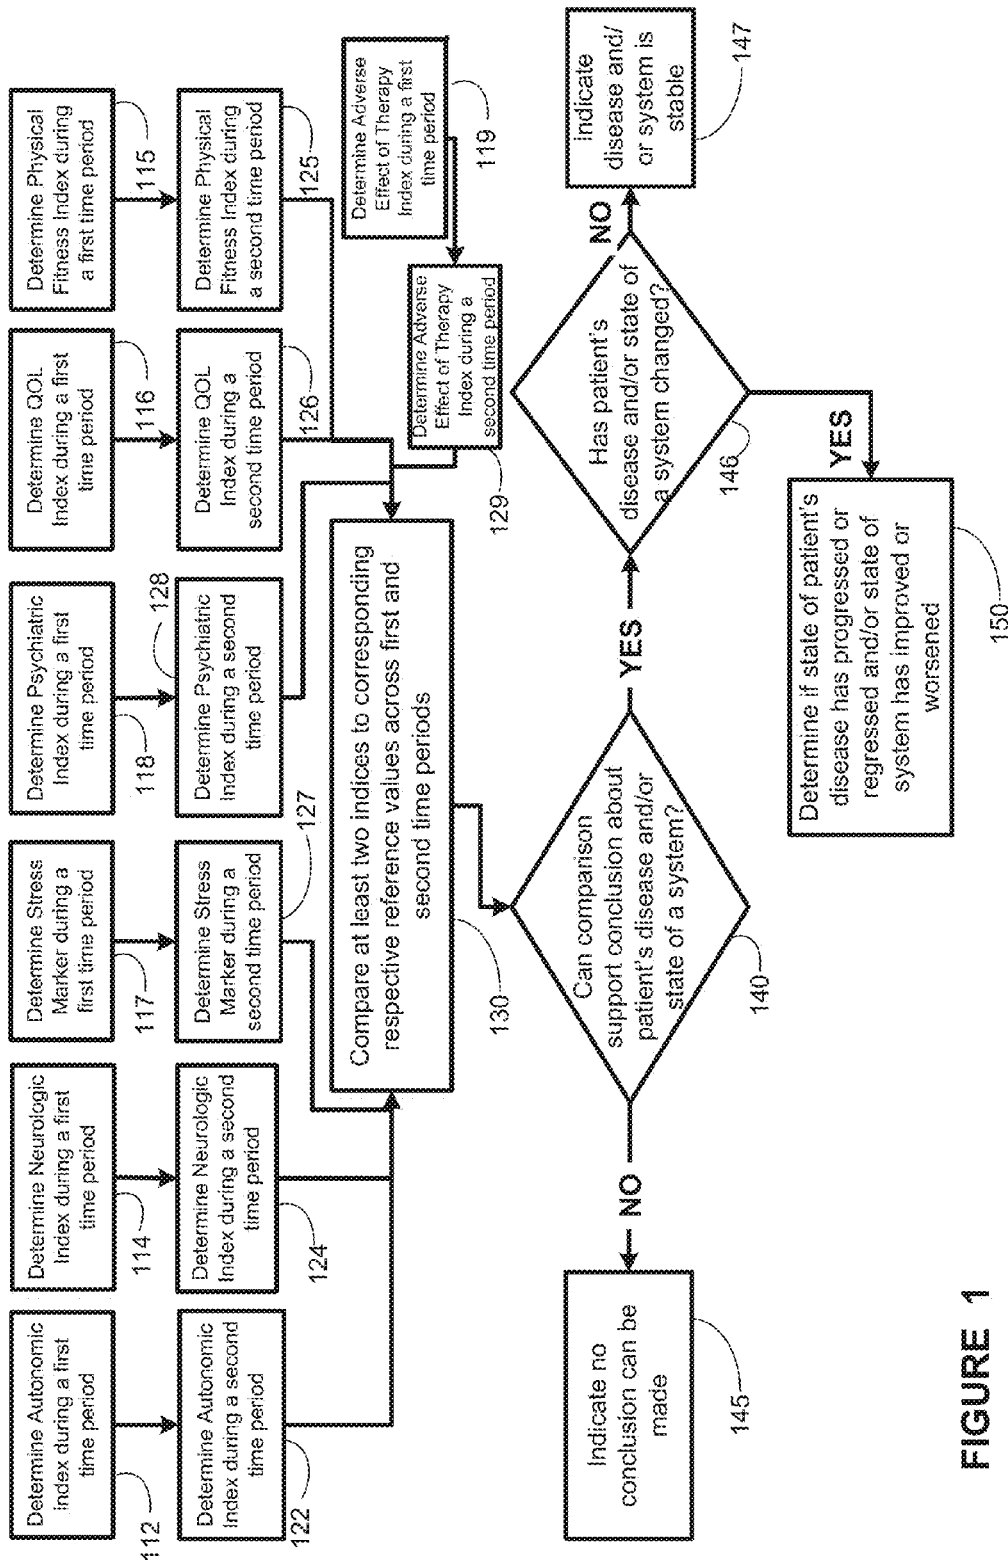 Determine Autonomic
Index during a first
time period
112
Determine Neurologic
Index during a first
time period
114
Determine Stress
Marker during a
first time period
117
Determine Psychiatric
Index during a first
time period
118
Determine QOL
Index during a first
time period
116
Determine Physical
Fitness Index during
a first time period
115
Determine Autonomic
Index during a second
time period
122
Determine Neurologic
Index during a second
time period
124
Determine Stress
Marker during a
second time period
127
Determine Psychiatric
Index during a second
time period
128
Determine QOL
Index during a
second time period
126
Determine Physical
Fitness Index during
a second time period
125
Determine Adverse
Effect of Therapy
Index during a first
time period
119
Determine Adverse
Effect of Therapy
Index during a
second time period
129
Compare at least two indices to corresponding
respective reference values across first and
second time periods
130
Can comparison
support conclusion about
patient's disease and/or
state of a system?
140
NO
YES
Indicate no
conclusion can be
made
145
Has patient's
disease and/or state of
a system changed?
146
NO
YES
Indicate
disease and/
or system is
stable
147
Determine if state of patient's
disease has progressed or
regressed and/or state of
system has improved or
worsened
150
FIGURE 1